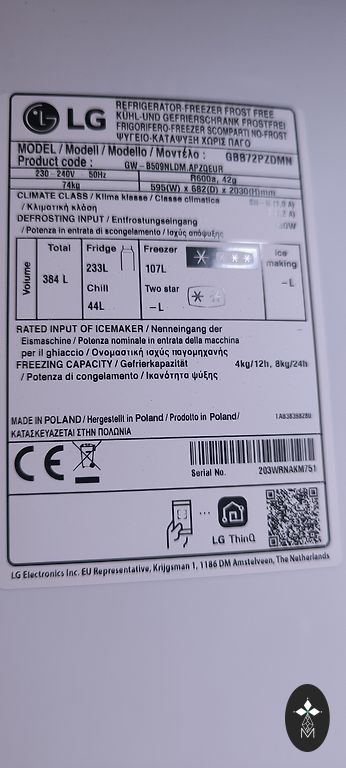 LG
REFRIGERATOR-FREEZER FROST FREE
KÜHL-UND GEFRIERSCHRANK FROSTFREI
FRIGORIFERO-FREEZER SCOMPARTI NO-FROST
ΨΥΓΕΙΟ-ΚΑΤΑΨΥΞΗ ΧΩΡΙΣ ΠΑΓΟ
MODEL / Modell / Modello / Μοντέλο : GBB72PZDMN
Product code : GW-B509NLDM.APZQEUR
230-240V 50Hz R600a, 42g
74kg 595(W) x 682(D) x 2030(H)mm
CLIMATE CLASS / Klima klasse / Classe climatica
/ Κλιματική κλάση
DEFROSTING INPUT / Entfrostungseingang
/ Potenza in entrata di scongelamento / Ισχύς απόψυξης
Volume
Total Fridge Freezer Ice
384 L 233L 107L making
Chill Two star –L
44L –L
RATED INPUT OF ICEMAKER / Nenneingang der
Eismaschine / Potenza nominale in entrata della macchina
per il ghiaccio / Ονομαστική ισχύς παγομηχανής
FREEZING CAPACITY / Gefrierkapazität 4kg/12h, 8kg/24h
/ Potenza di congelamento / Ικανότητα ψύξης
MADE IN POLAND / Hergestellt in Poland / Prodotto in Poland/
ΚΑΤΑΣΚΕΥΑΖΕΤΑΙ ΣΤΗΝ ΠΟΛΩΝΙΑ
CE
Serial No. 203WRNAKM751
LG ThinQ
LG Electronics Inc. EU Representative, Krijgsman 1, 1186 DM Amstelveen, The Netherlands